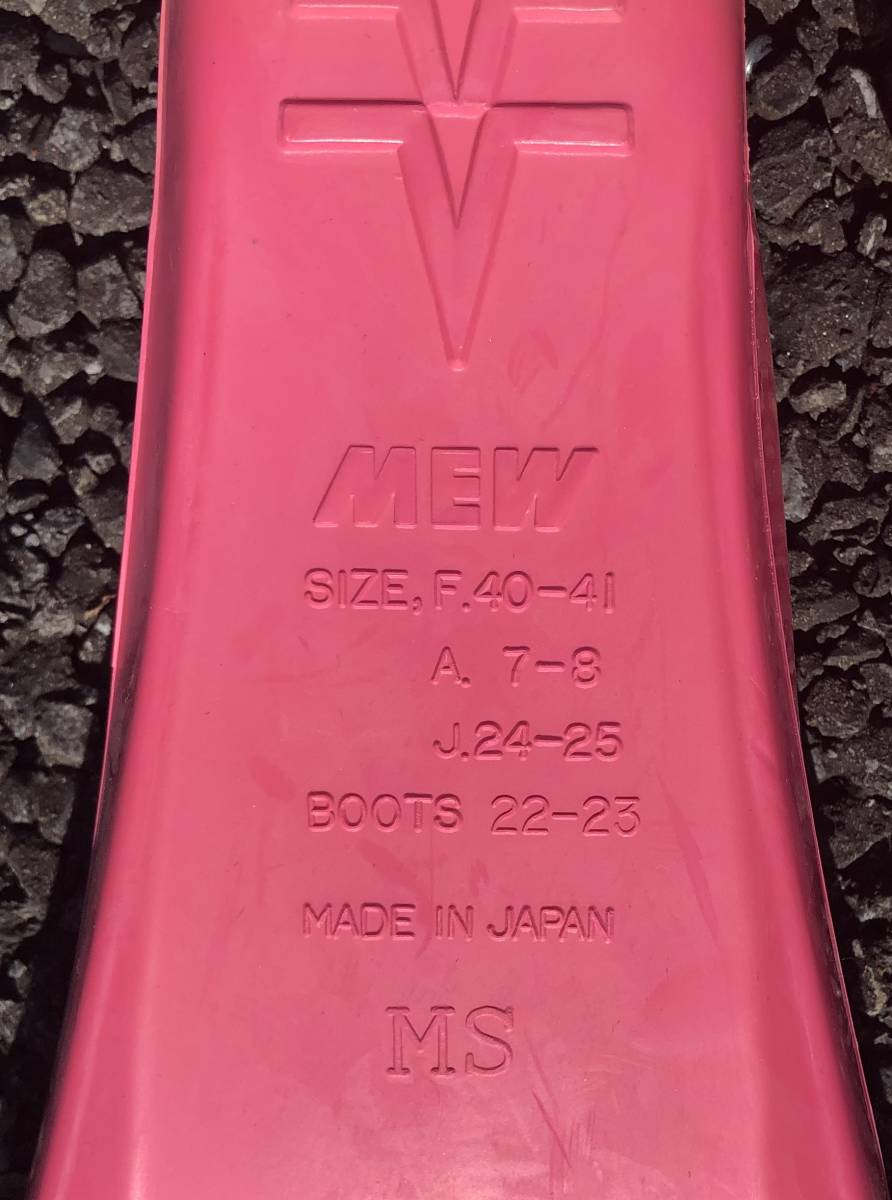 MEW
SIZE, F.40-41
A. 7-8
J.24-25
BOOTS 22-23
MADE IN JAPAN
MS